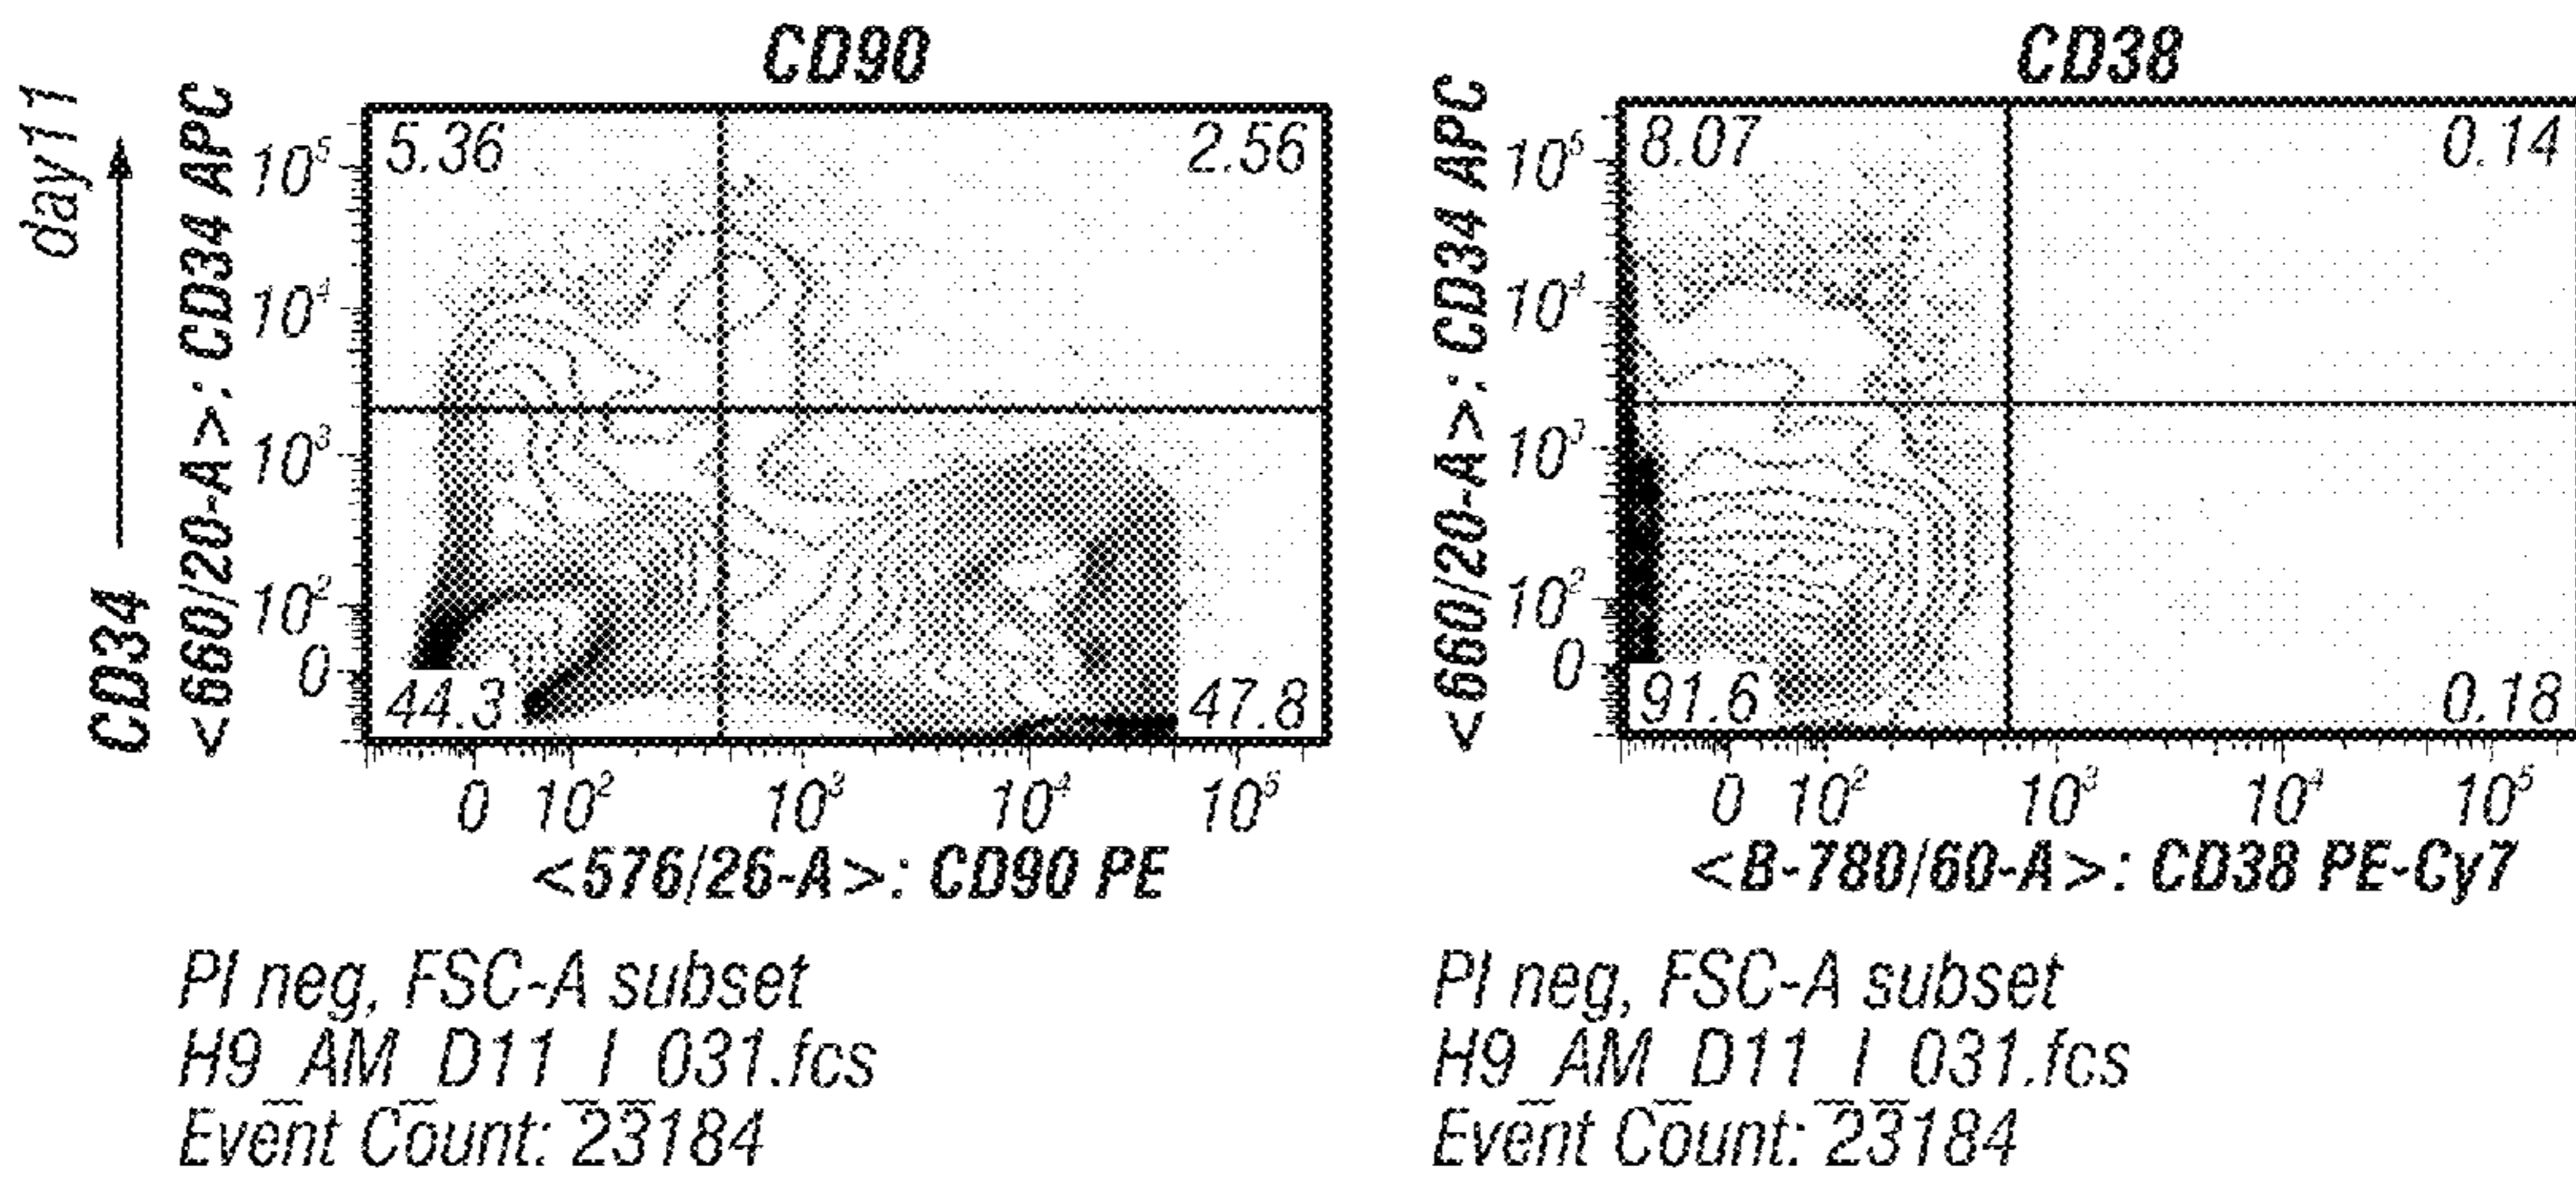 day11
CD34
CD90
<660/20-A>: CD34 APC
10⁵
10⁴
10³
10²
0
5.36
2.56
44.3
47.8
0 10² 10³ 10⁴ 10⁵
<576/26-A>: CD90 PE
PI neg, FSC-A subset
H9_AM_D11_I_031.fcs
Event Count: 23184
CD38
<660/20-A>: CD34 APC
10⁵
10⁴
10³
10²
0
8.07
0.14
91.6
0.18
0 10² 10³ 10⁴ 10⁵
<B-780/60-A>: CD38 PE-Cy7
PI neg, FSC-A subset
H9_AM_D11_I_031.fcs
Event Count: 23184